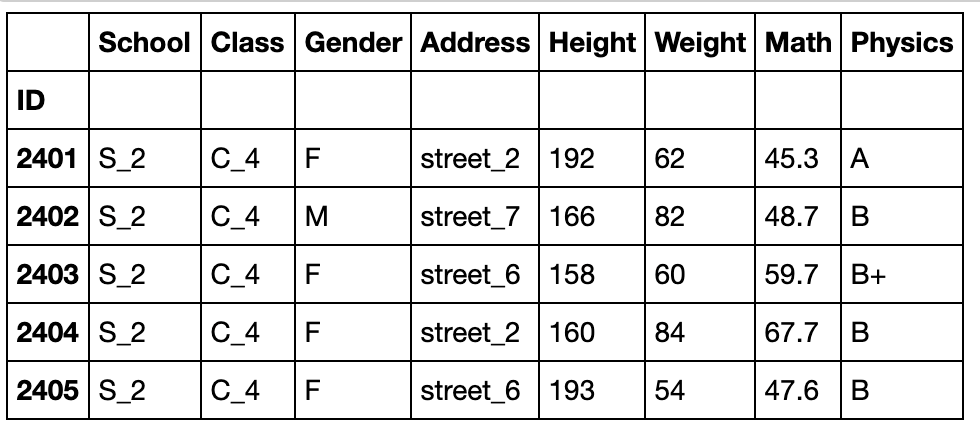 School Class Gender Address Height Weight Math Physics
ID
2401 S_2 C_4 F street_2 192 62 45.3 A
2402 S_2 C_4 M street_7 166 82 48.7 B
2403 S_2 C_4 F street_6 158 60 59.7 B+
2404 S_2 C_4 F street_2 160 84 67.7 B
2405 S_2 C_4 F street_6 193 54 47.6 B